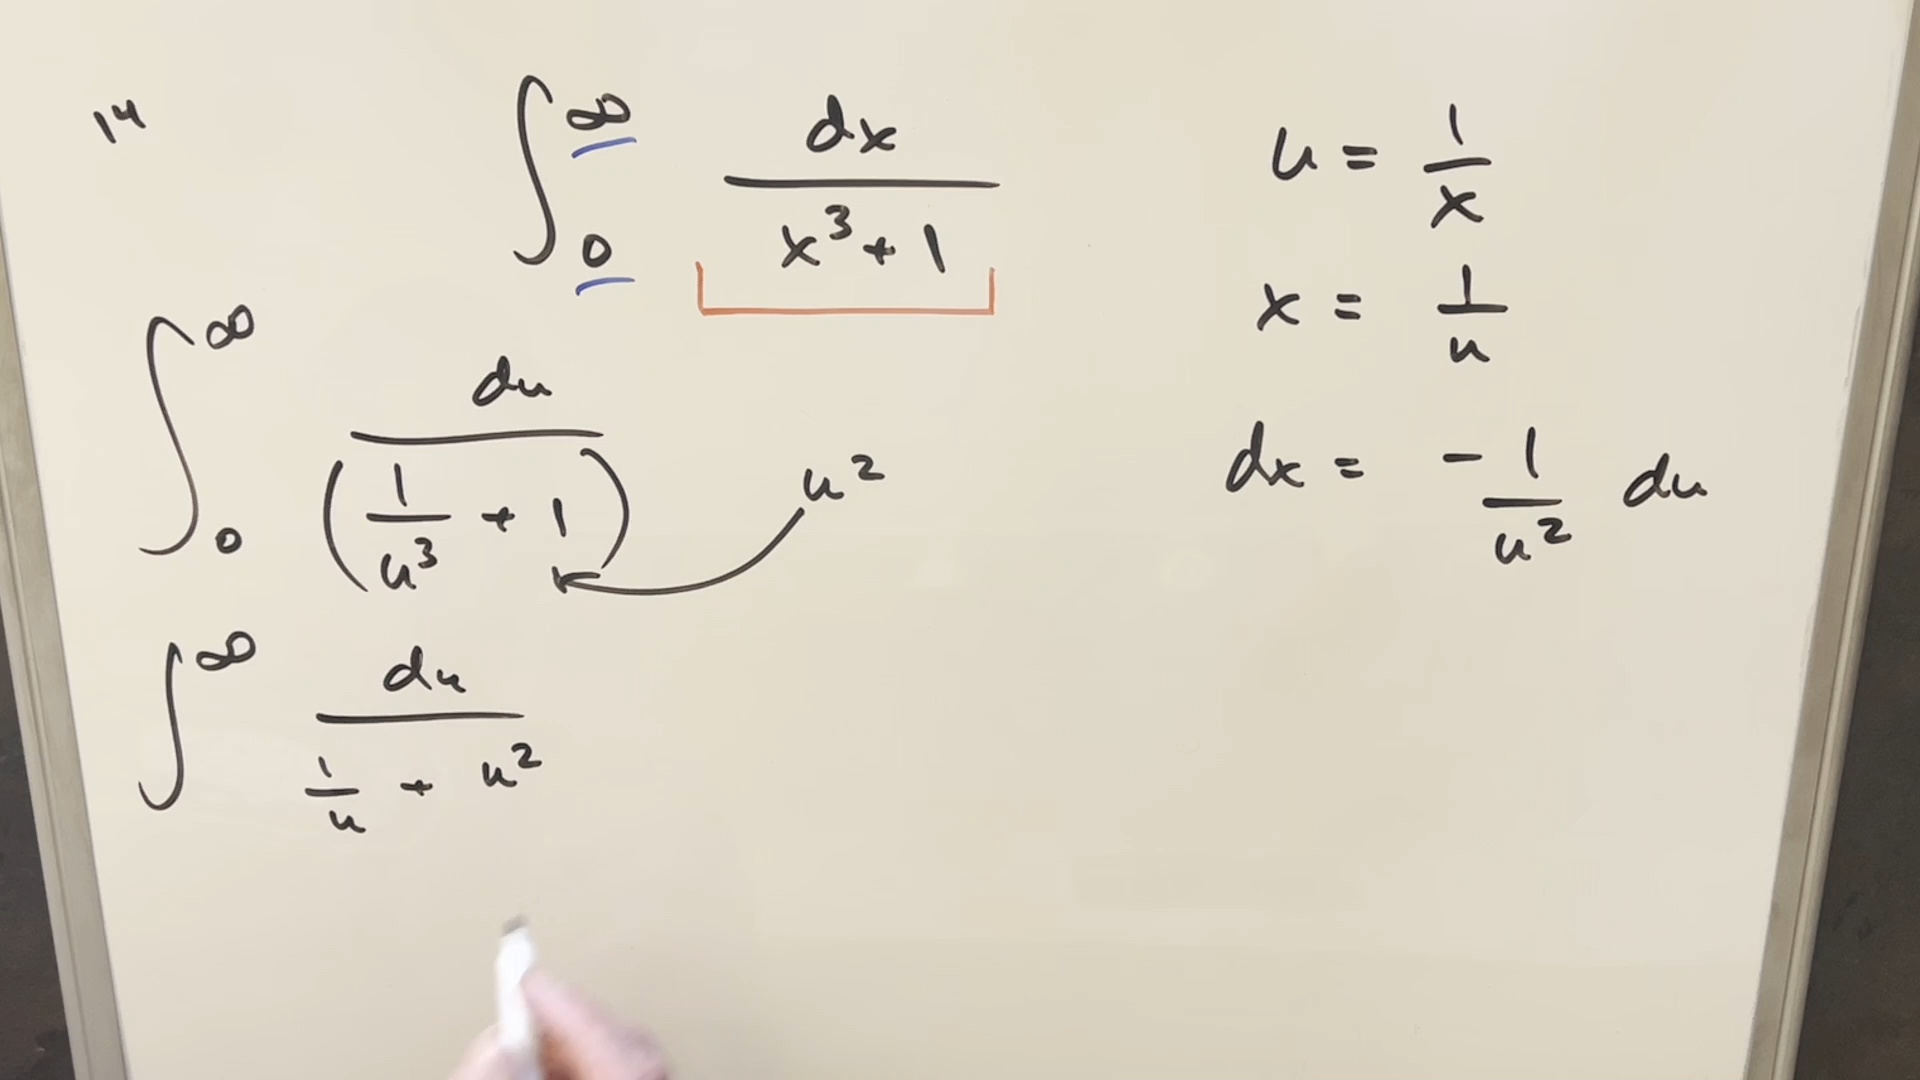 14
∫₀^∞ dx / (x³ + 1)
u = 1/x
x = 1/u
dx = - 1/u² du
∫₀^∞ du / (1/u³ + 1) u²
∫^∞ du / (1/u + u²)